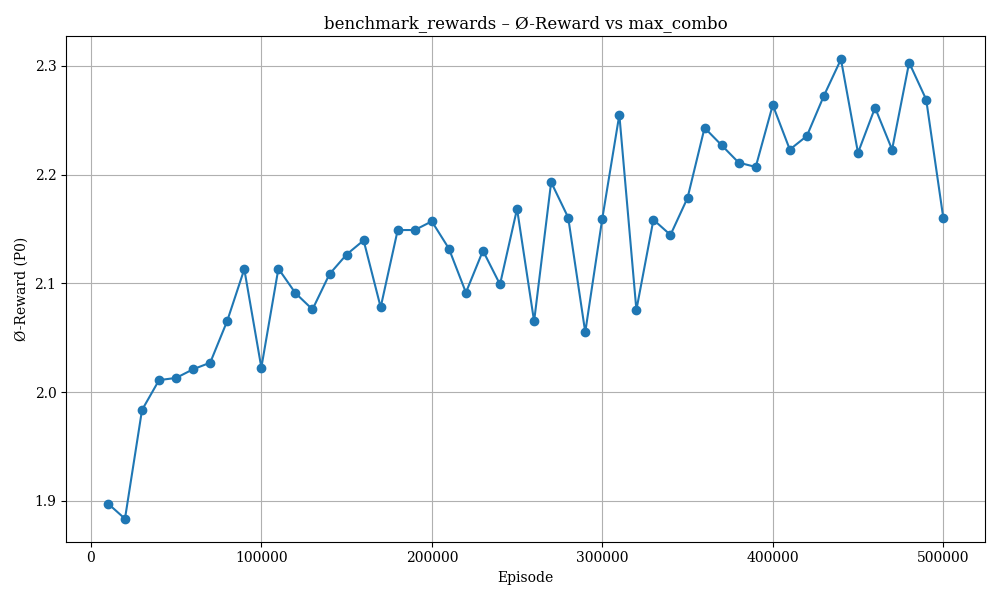 benchmark_rewards – Ø-Reward vs max_combo
Ø-Reward (P0)
2.3
2.2
2.1
2.0
1.9
0 100000 200000 300000 400000 500000
Episode